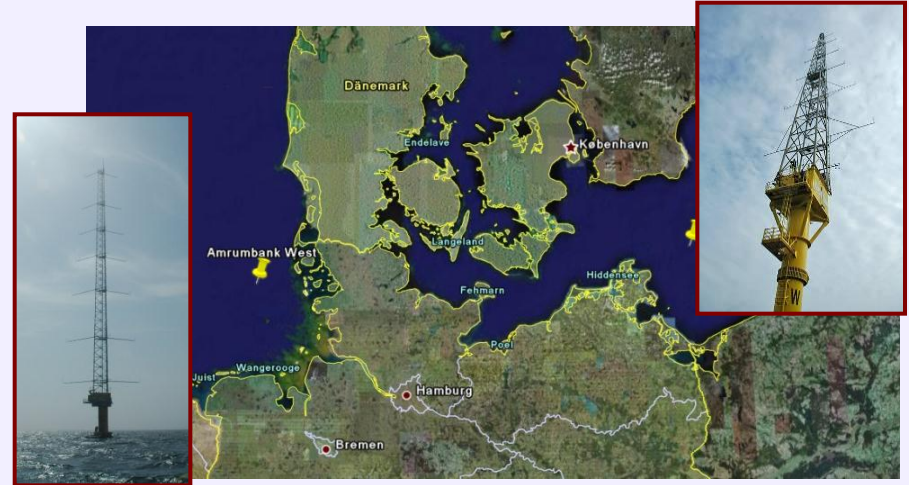 Dänemark
Endelave
København
Langeland
Amrumbank West
Hiddensee
Fehmarn
Poel
Wangerooge
Juist
Hamburg
Bremen
W